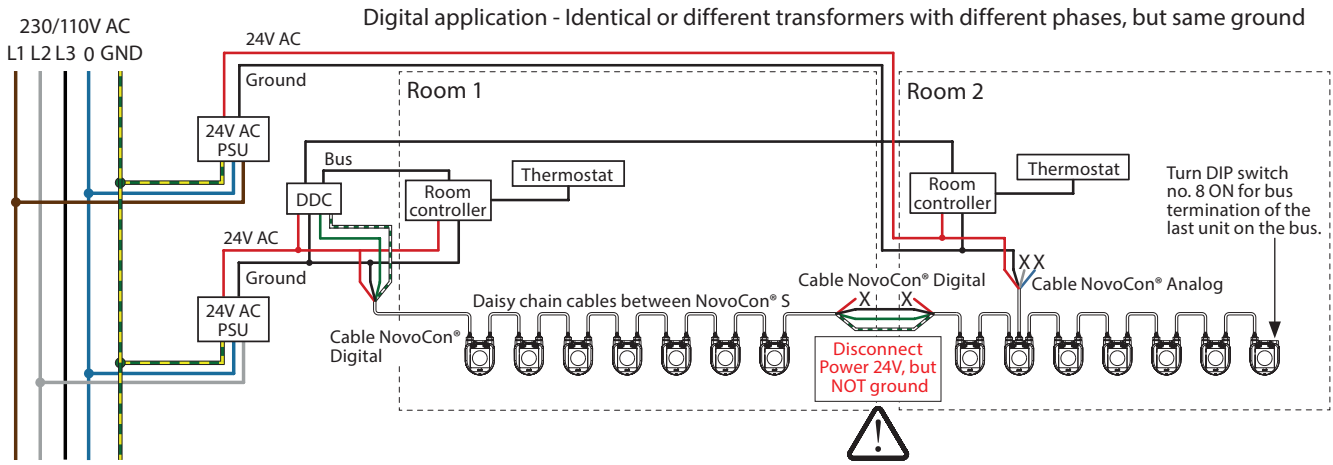 Digital application - Identical or different transformers with different phases, but same ground
230/110V AC
L1 L2 L3 0 GND
24V AC
Ground
24V AC
PSU
Room 1
Room 2
Bus
DDC
Room
controller
Thermostat
Room
controller
Thermostat
Turn DIP switch
no. 8 ON for bus
termination of the
last unit on the bus.
24V AC
Ground
24V AC
PSU
Cable NovoCon®
Digital
Daisy chain cables between NovoCon® S
Cable NovoCon® Digital
X X
X X
Cable NovoCon® Analog
Disconnect
Power 24V, but
NOT ground
!